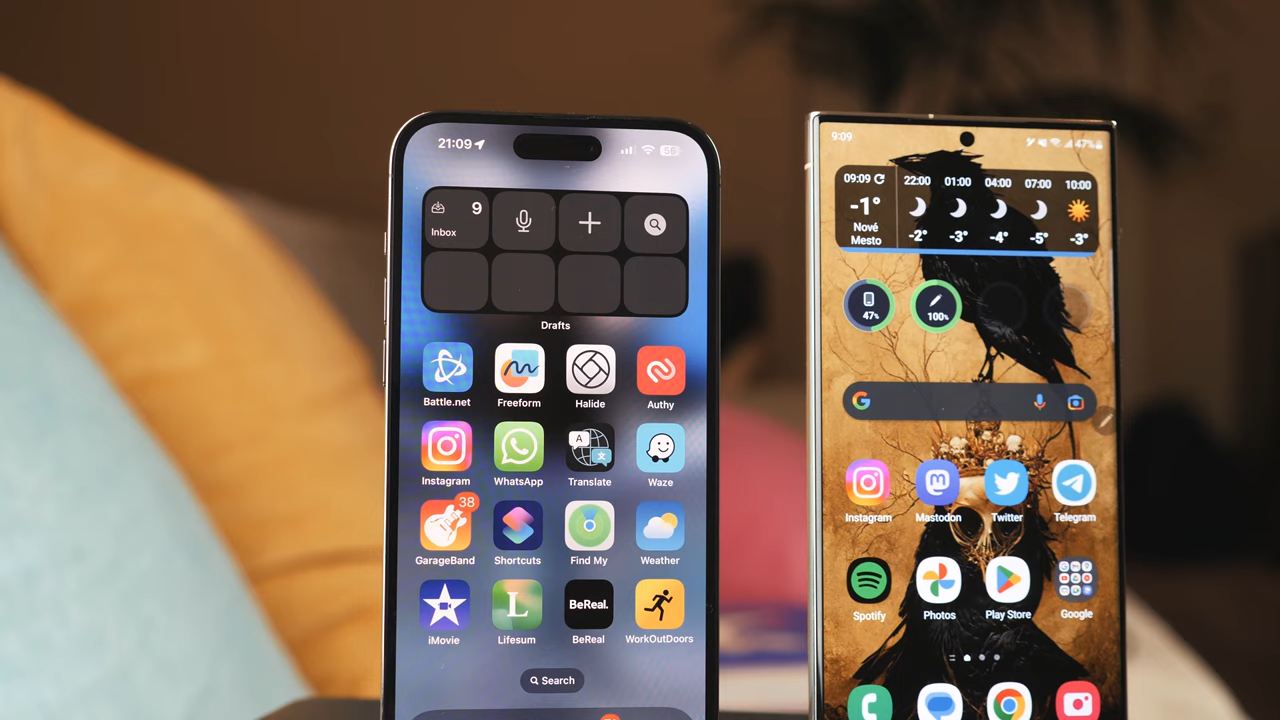 21:09
56
9
Inbox
Drafts
Battle.net
Freeform
Halide
Authy
Instagram
WhatsApp
A
文
Translate
Waze
38
GarageBand
Shortcuts
Find My
Weather
L
BeReal.
iMovie
Lifesum
BeReal
WorkOutDoors
Search
9:09
47%
09:09
22:00
01:00
04:00
07:00
10:00
-1°
Nové
Mesto
-2°
-3°
-4°
-5°
-3°
47%
100%
G
Instagram
Mastodon
Twitter
Telegram
Spotify
Photos
Play Store
Google